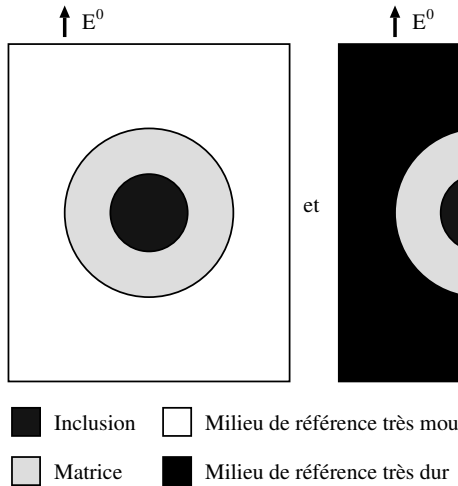 E⁰ E⁰
et
Inclusion Milieu de référence très mou
Matrice Milieu de référence très dur